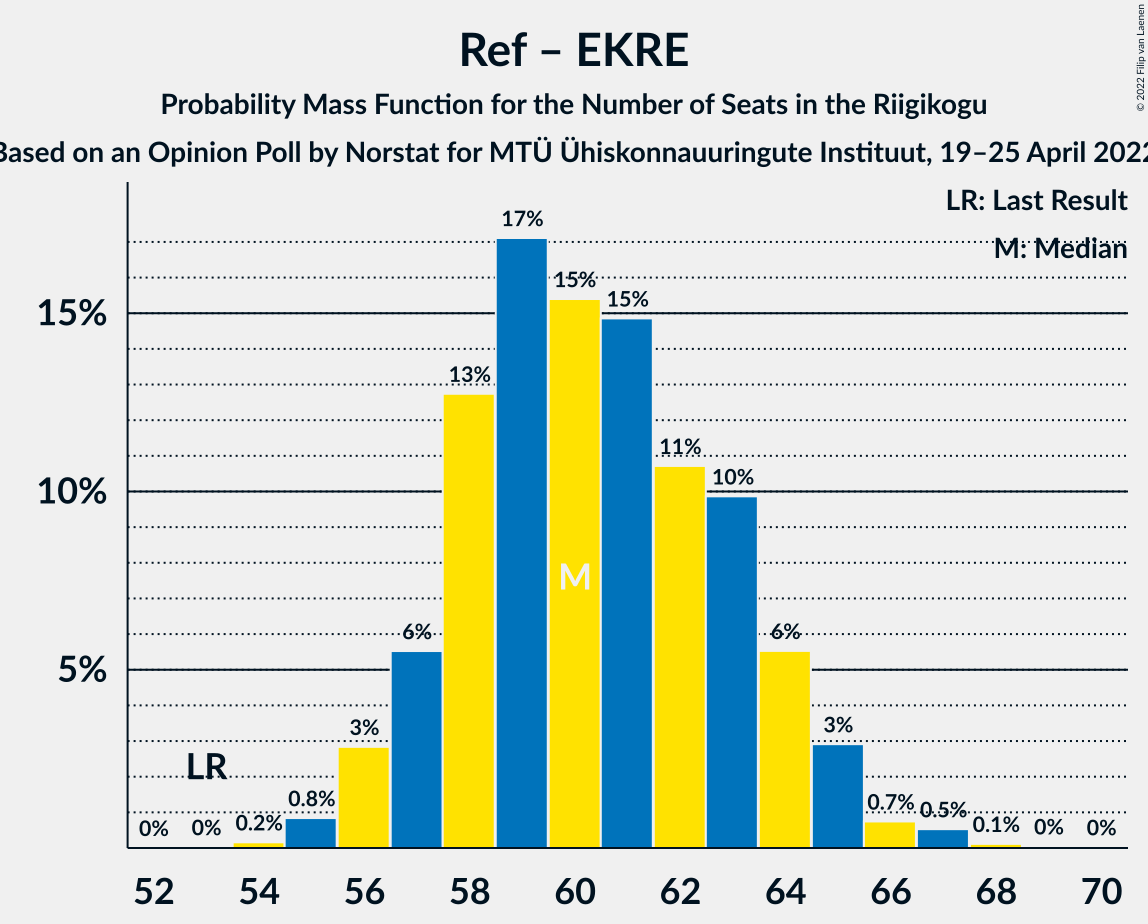 Ref – EKRE
Probability Mass Function for the Number of Seats in the Riigikogu
Based on an Opinion Poll by Norstat for MTÜ Ühiskonnauuringute Instituut, 19–25 April 2022
© 2022 Filip van Laenen
LR: Last Result
M: Median
15%
10%
5%
0%
0%
0.2%
0.8%
3%
6%
13%
17%
15%
15%
11%
10%
6%
3%
0.7%
0.5%
0.1%
0%
0%
LR
M
52 54 56 58 60 62 64 66 68 70